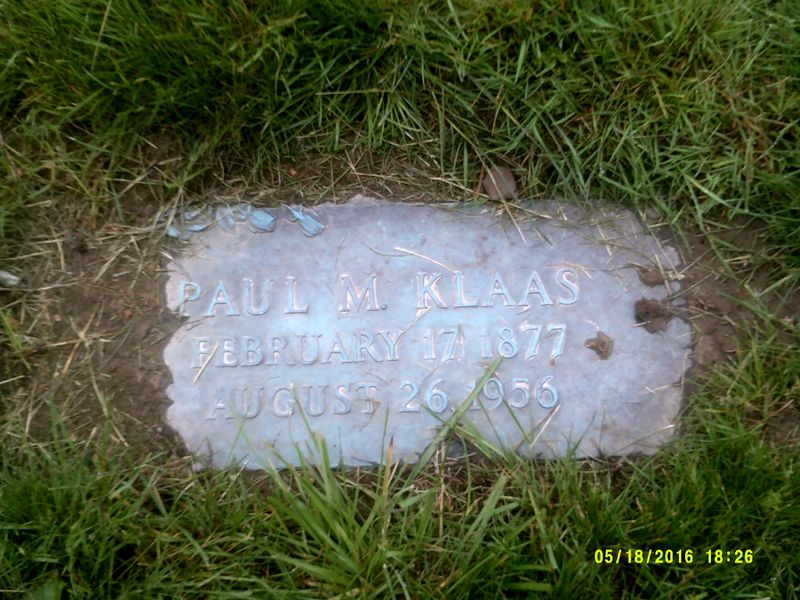 PAUL M. KLAAS
FEBRUARY 17, 1877
AUGUST 26, 1956
05/18/2016 18:26